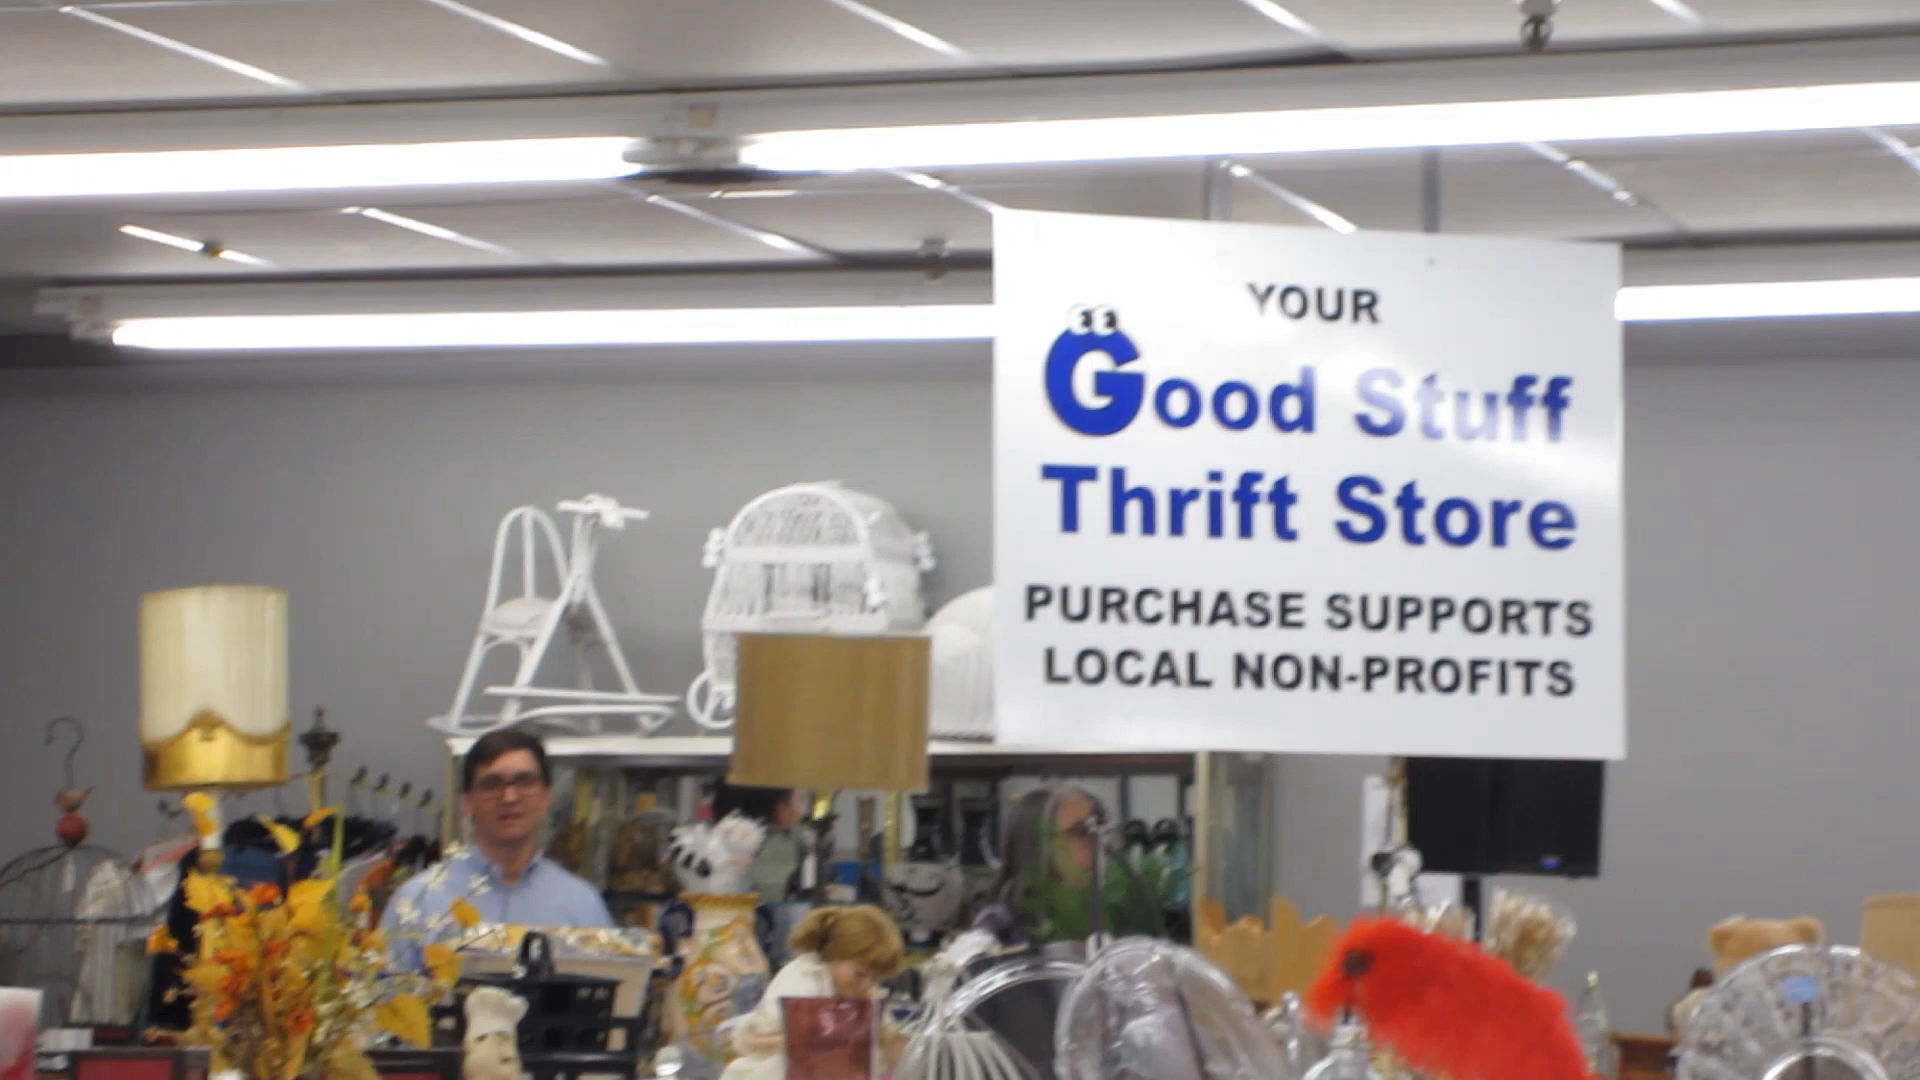 YOUR
Good Stuff
Thrift Store
PURCHASE SUPPORTS
LOCAL NON-PROFITS